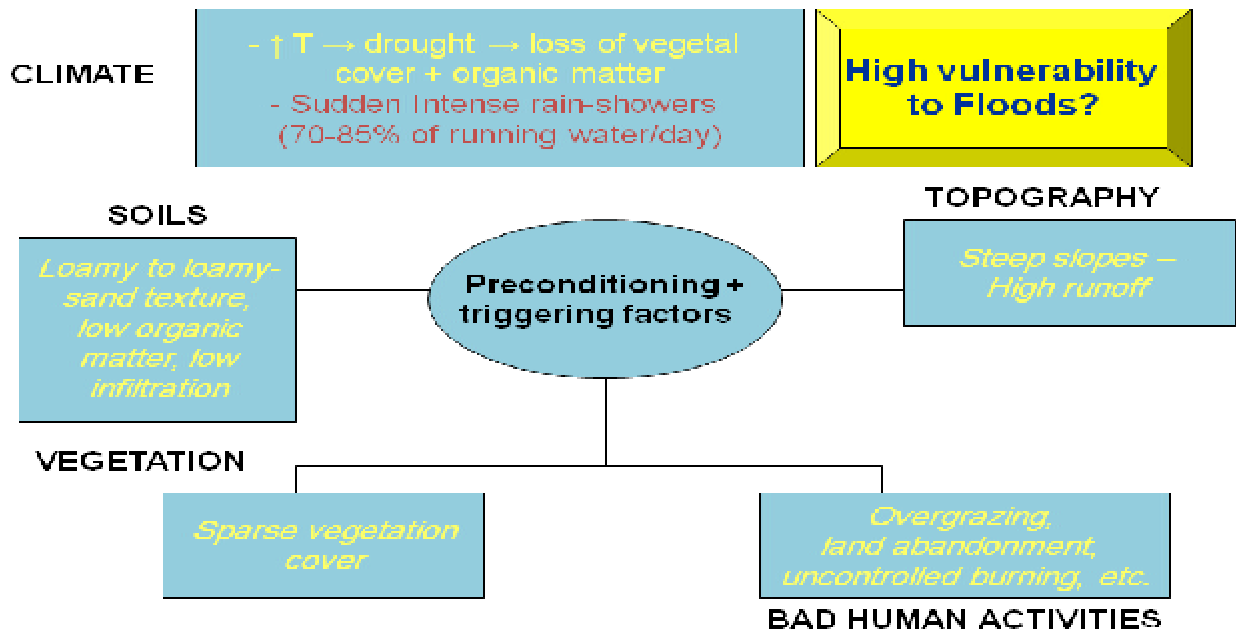 CLIMATE
- ↑ T → drought → loss of vegetal
cover + organic matter
- Sudden Intense rain-showers
(70-85% of running water/day)
High vulnerability
to Floods?
SOILS
Loamy to loamy-
sand texture,
low organic
matter, low
infiltration
Preconditioning +
triggering factors
TOPOGRAPHY
Steep slopes –
High runoff
VEGETATION
Sparse vegetation
cover
Overgrazing,
land abandonment,
uncontrolled burning, etc.
BAD HUMAN ACTIVITIES